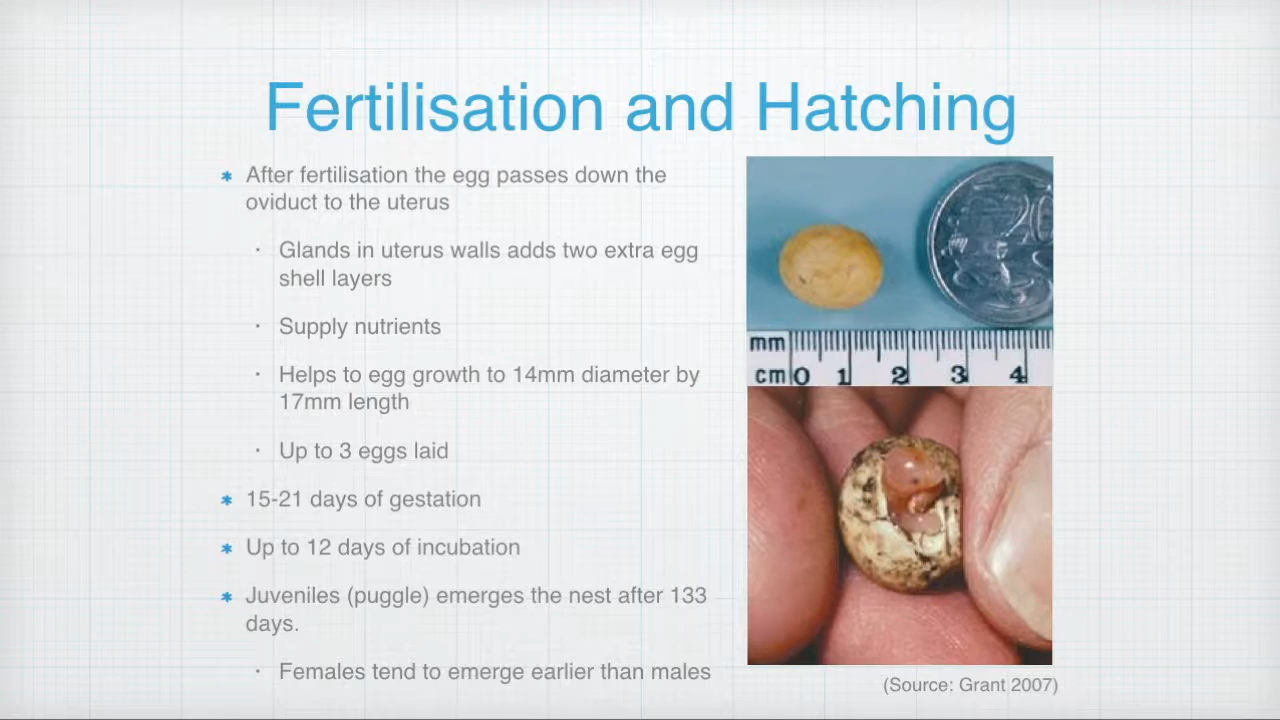 Fertilisation and Hatching
* After fertilisation the egg passes down the
oviduct to the uterus
· Glands in uterus walls adds two extra egg
shell layers
· Supply nutrients
· Helps to egg growth to 14mm diameter by
17mm length
· Up to 3 eggs laid
* 15-21 days of gestation
* Up to 12 days of incubation
* Juveniles (puggle) emerges the nest after 133
days.
· Females tend to emerge earlier than males
20
mm
cm 0 1 2 3 4
(Source: Grant 2007)